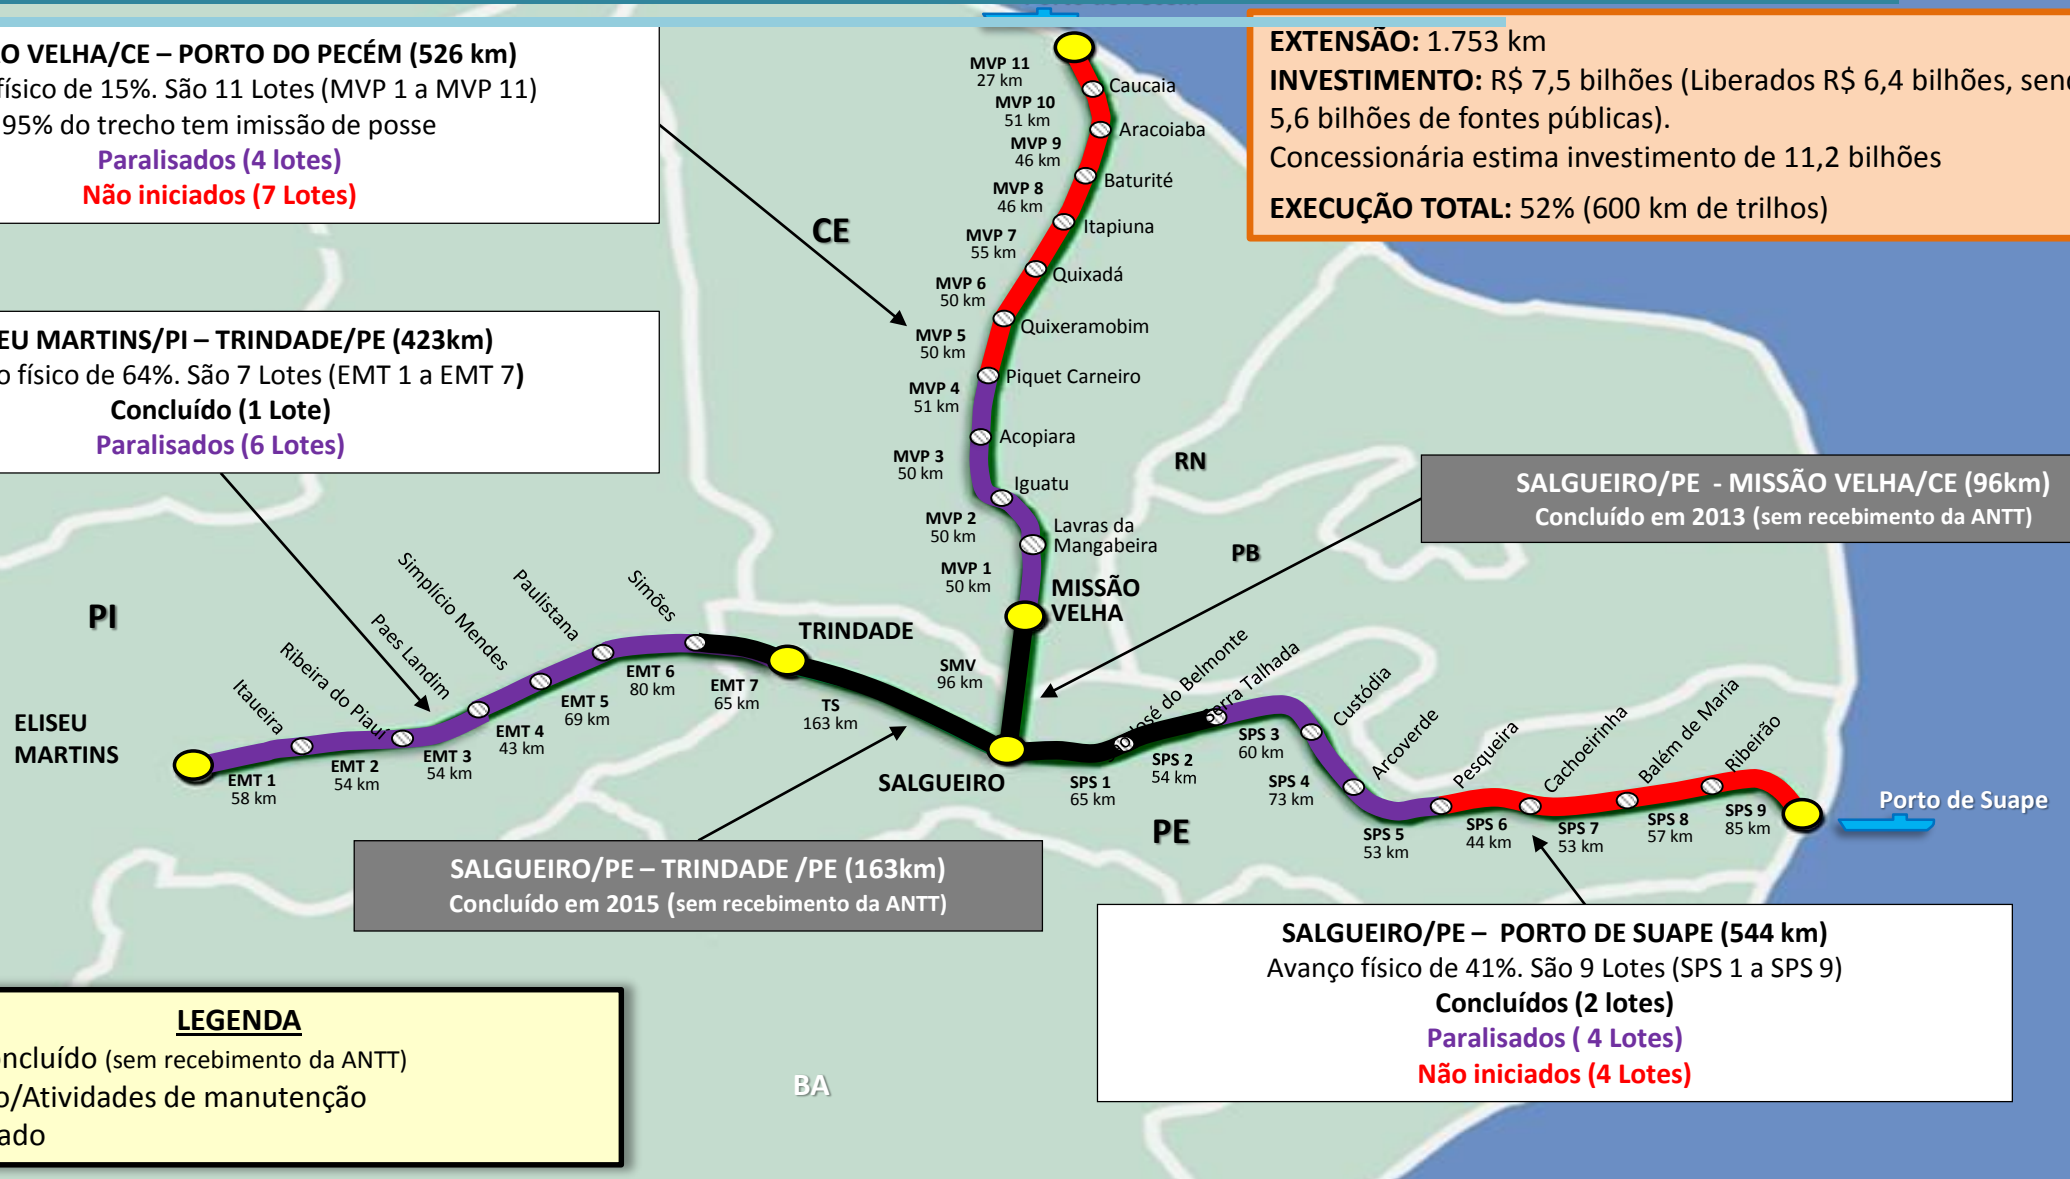 O VELHA/CE – PORTO DO PECÉM (526 km)
físico de 15%. São 11 Lotes (MVP 1 a MVP 11)
95% do trecho tem imissão de posse
Paralisados (4 lotes)
Não iniciados (7 Lotes)
EXTENSÃO: 1.753 km
INVESTIMENTO: R$ 7,5 bilhões (Liberados R$ 6,4 bilhões, send
5,6 bilhões de fontes públicas).
Concessionária estima investimento de 11,2 bilhões
EXECUÇÃO TOTAL: 52% (600 km de trilhos)
MVP 11
27 km
Caucaia
MVP 10
51 km
Aracoiaba
MVP 9
46 km
Baturité
MVP 8
46 km
Itapiuna
CE
MVP 7
55 km
Quixadá
MVP 6
50 km
Quixeramobim
MVP 5
50 km
Piquet Carneiro
MVP 4
51 km
Acopiara
MVP 3
50 km
Iguatu
MVP 2
50 km
Lavras da
Mangabeira
MVP 1
50 km
MISSÃO
VELHA
RN
PB
EU MARTINS/PI – TRINDADE/PE (423km)
o físico de 64%. São 7 Lotes (EMT 1 a EMT 7)
Concluído (1 Lote)
Paralisados (6 Lotes)
SALGUEIRO/PE - MISSÃO VELHA/CE (96km)
Concluído em 2013 (sem recebimento da ANTT)
PI
ELISEU
MARTINS
Itaueira
Ribeira do Piauí
Paes Landim
Simplício Mendes
Paulistana
Simões
TRINDADE
EMT 1
58 km
EMT 2
54 km
EMT 3
54 km
EMT 4
43 km
EMT 5
69 km
EMT 6
80 km
EMT 7
65 km
TS
163 km
SMV
96 km
SALGUEIRO
José do Belmonte
Serra Talhada
Custódia
Arcoverde
Pesqueira
Cachoeirinha
Balém de Maria
Ribeirão
SPS 1
65 km
SPS 2
54 km
SPS 3
60 km
SPS 4
73 km
SPS 5
53 km
SPS 6
44 km
SPS 7
53 km
SPS 8
57 km
SPS 9
85 km
Porto de Suape
PE
SALGUEIRO/PE – TRINDADE /PE (163km)
Concluído em 2015 (sem recebimento da ANTT)
SALGUEIRO/PE – PORTO DE SUAPE (544 km)
Avanço físico de 41%. São 9 Lotes (SPS 1 a SPS 9)
Concluídos (2 lotes)
Paralisados ( 4 Lotes)
Não iniciados (4 Lotes)
LEGENDA
ncluído (sem recebimento da ANTT)
o/Atividades de manutenção
ado
BA